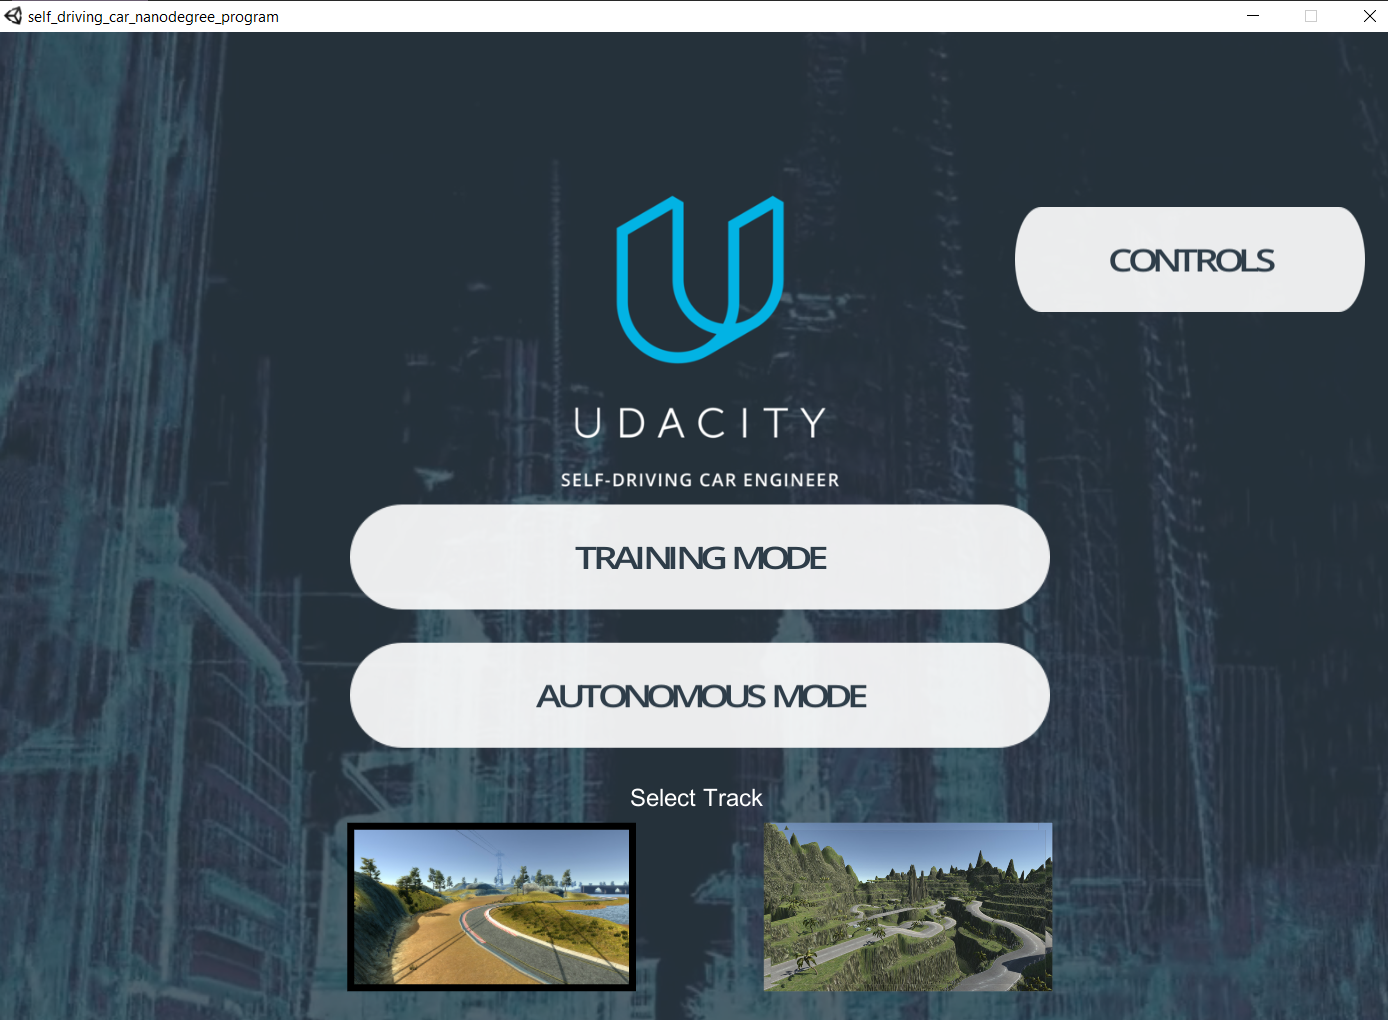 self_driving_car_nanodegree_program
CONTROLS
UDACITY
SELF-DRIVING CAR ENGINEER
TRAINING MODE
AUTONOMOUS MODE
Select Track